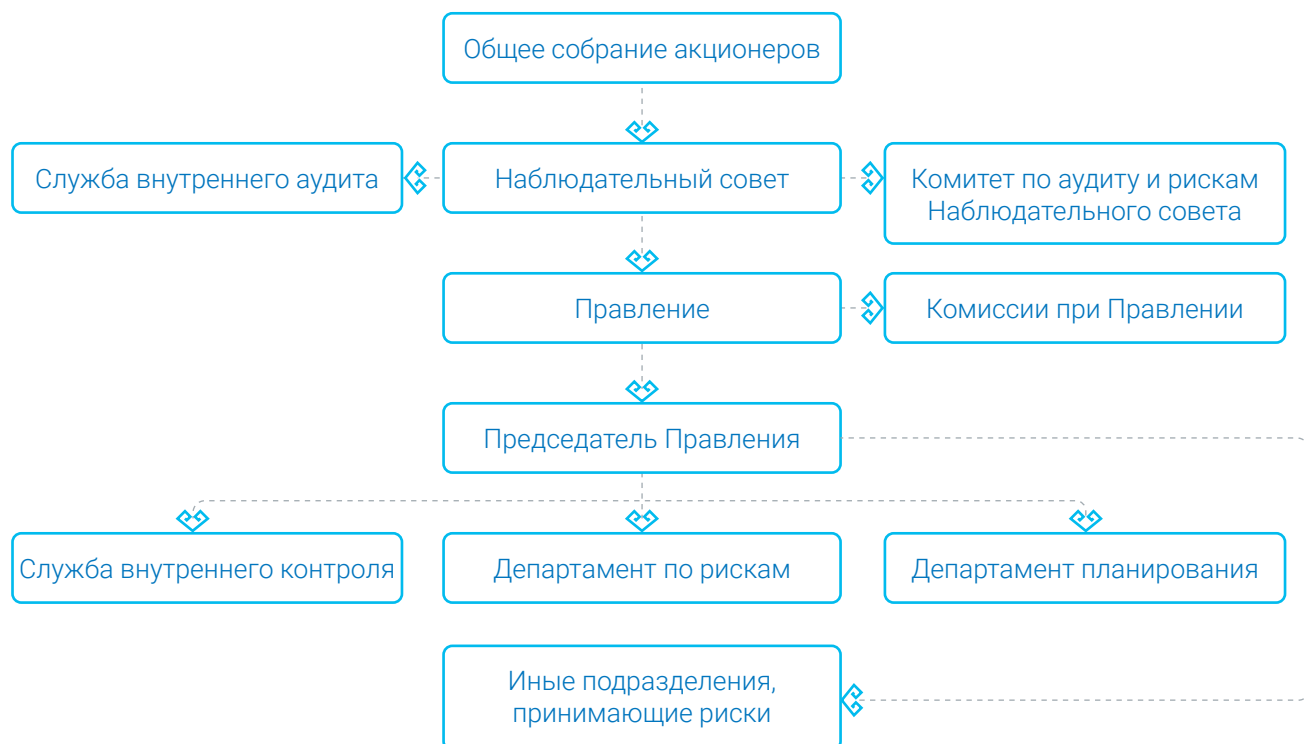 Общее собрание акционеров
Служба внутреннего аудита
Наблюдательный совет
Комитет по аудиту и рискам
Наблюдательного совета
Правление
Комиссии при Правлении
Председатель Правления
Служба внутреннего контроля
Департамент по рискам
Департамент планирования
Иные подразделения,
принимающие риски